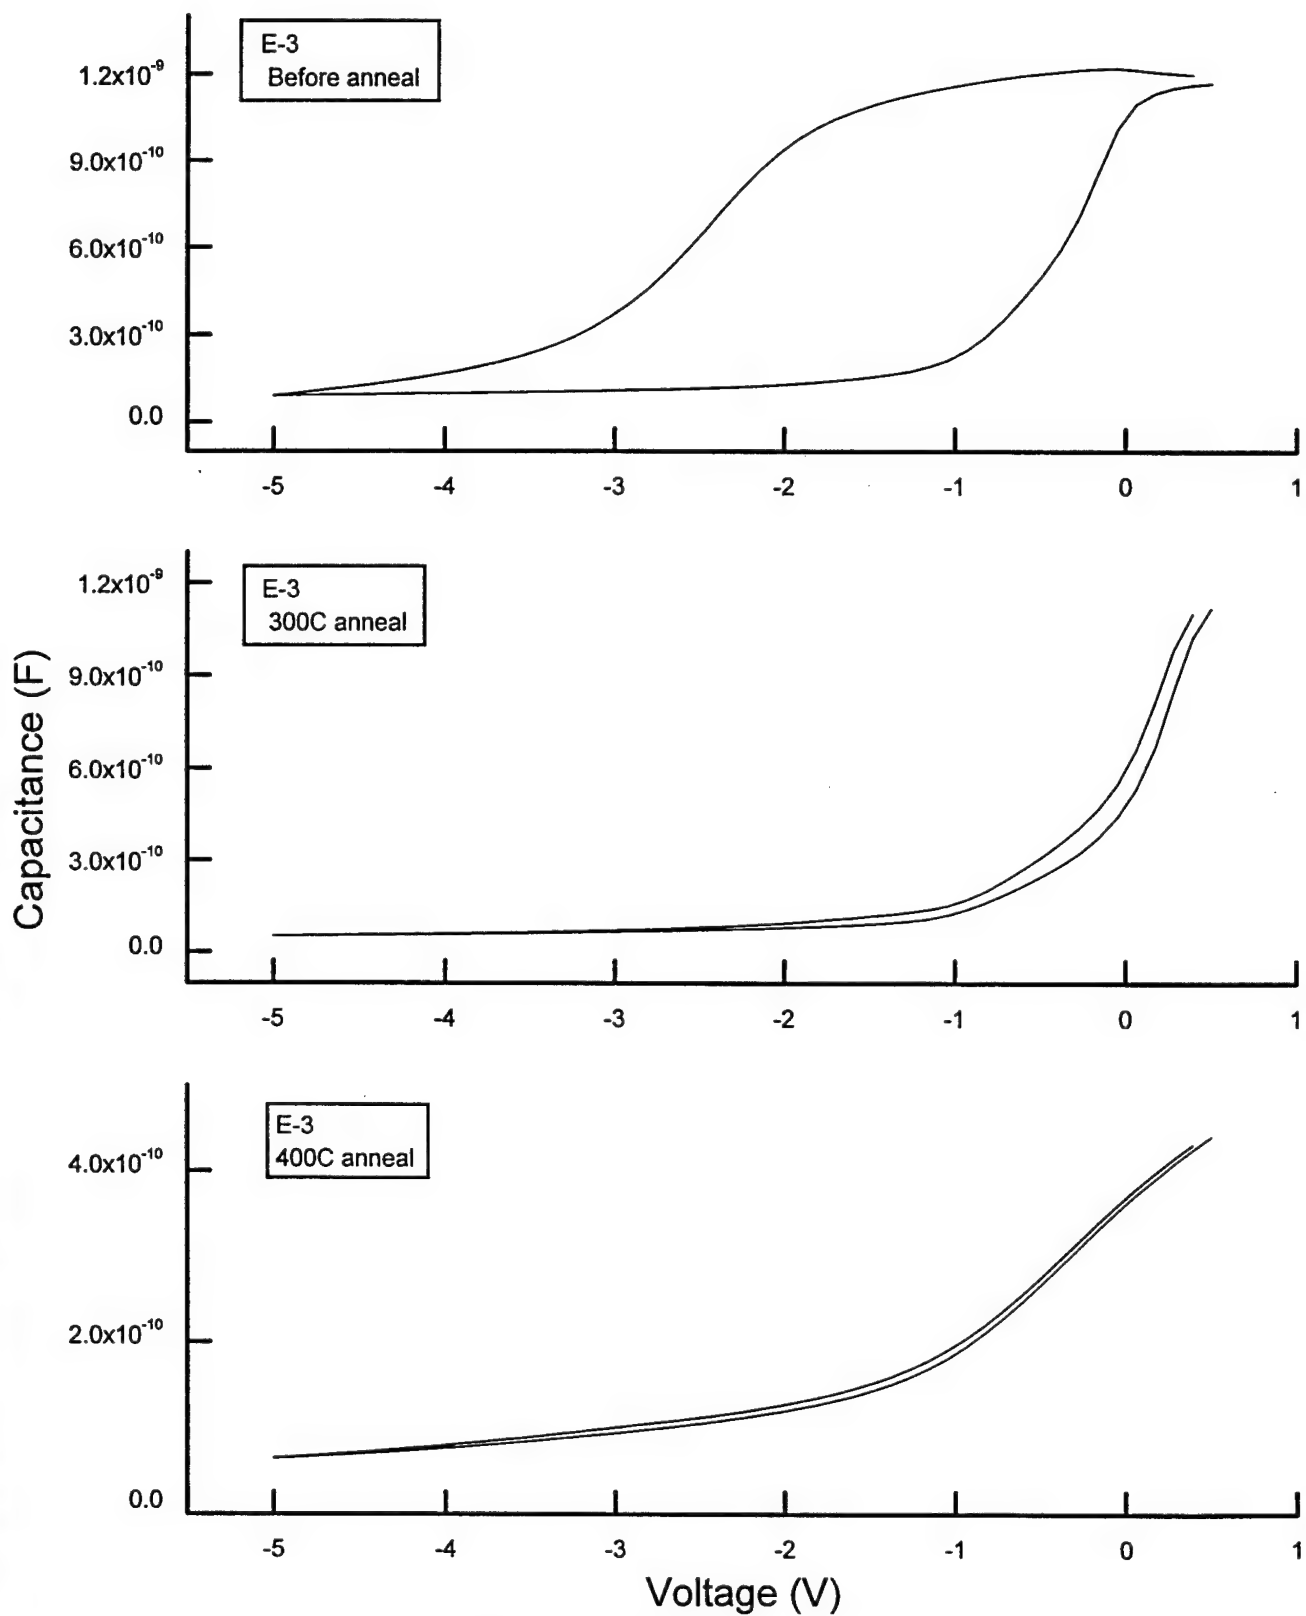 E-3
Before anneal
1.2x10⁻⁹
9.0x10⁻¹⁰
6.0x10⁻¹⁰
3.0x10⁻¹⁰
0.0
-5 -4 -3 -2 -1 0 1
E-3
300C anneal
1.2x10⁻⁹
9.0x10⁻¹⁰
6.0x10⁻¹⁰
3.0x10⁻¹⁰
0.0
-5 -4 -3 -2 -1 0 1
Capacitance (F)
E-3
400C anneal
4.0x10⁻¹⁰
2.0x10⁻¹⁰
0.0
-5 -4 -3 -2 -1 0 1
Voltage (V)